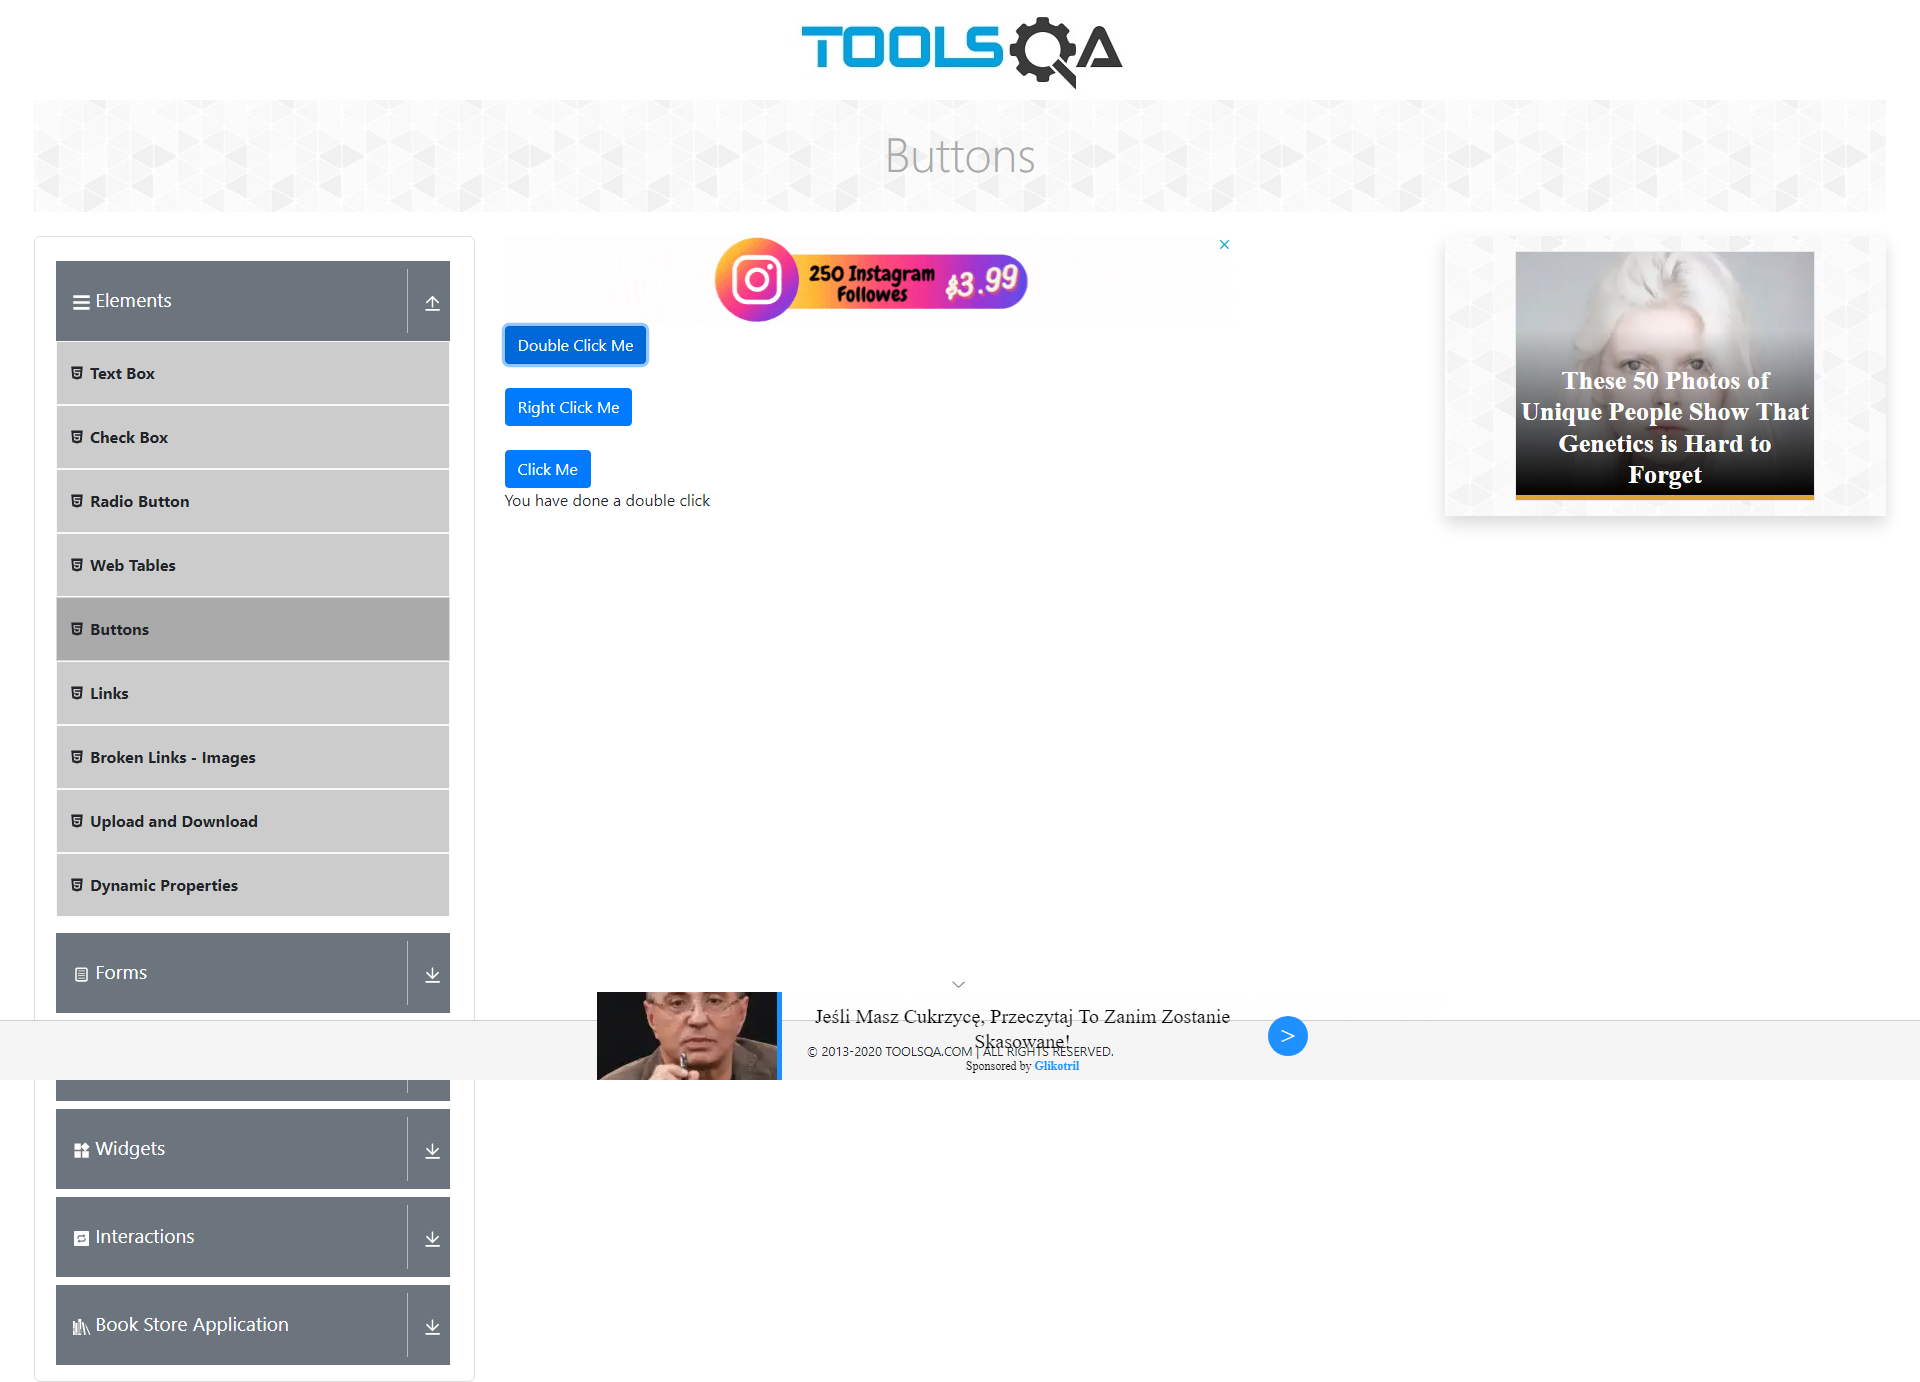 TOOLSQA
Buttons
Elements
Text Box
Check Box
Radio Button
Web Tables
Buttons
Links
Broken Links - Images
Upload and Download
Dynamic Properties
Forms
Widgets
Interactions
Book Store Application
250 Instagram
Followes
$3.99
Double Click Me
Right Click Me
Click Me
You have done a double click
These 50 Photos of
Unique People Show That
Genetics is Hard to
Forget
Jeśli Masz Cukrzycę, Przeczytaj To Zanim Zostanie
Skasowane!
© 2013-2020 TOOLSQA.COM | ALL RIGHTS RESERVED.
Sponsored by Glikotril
>